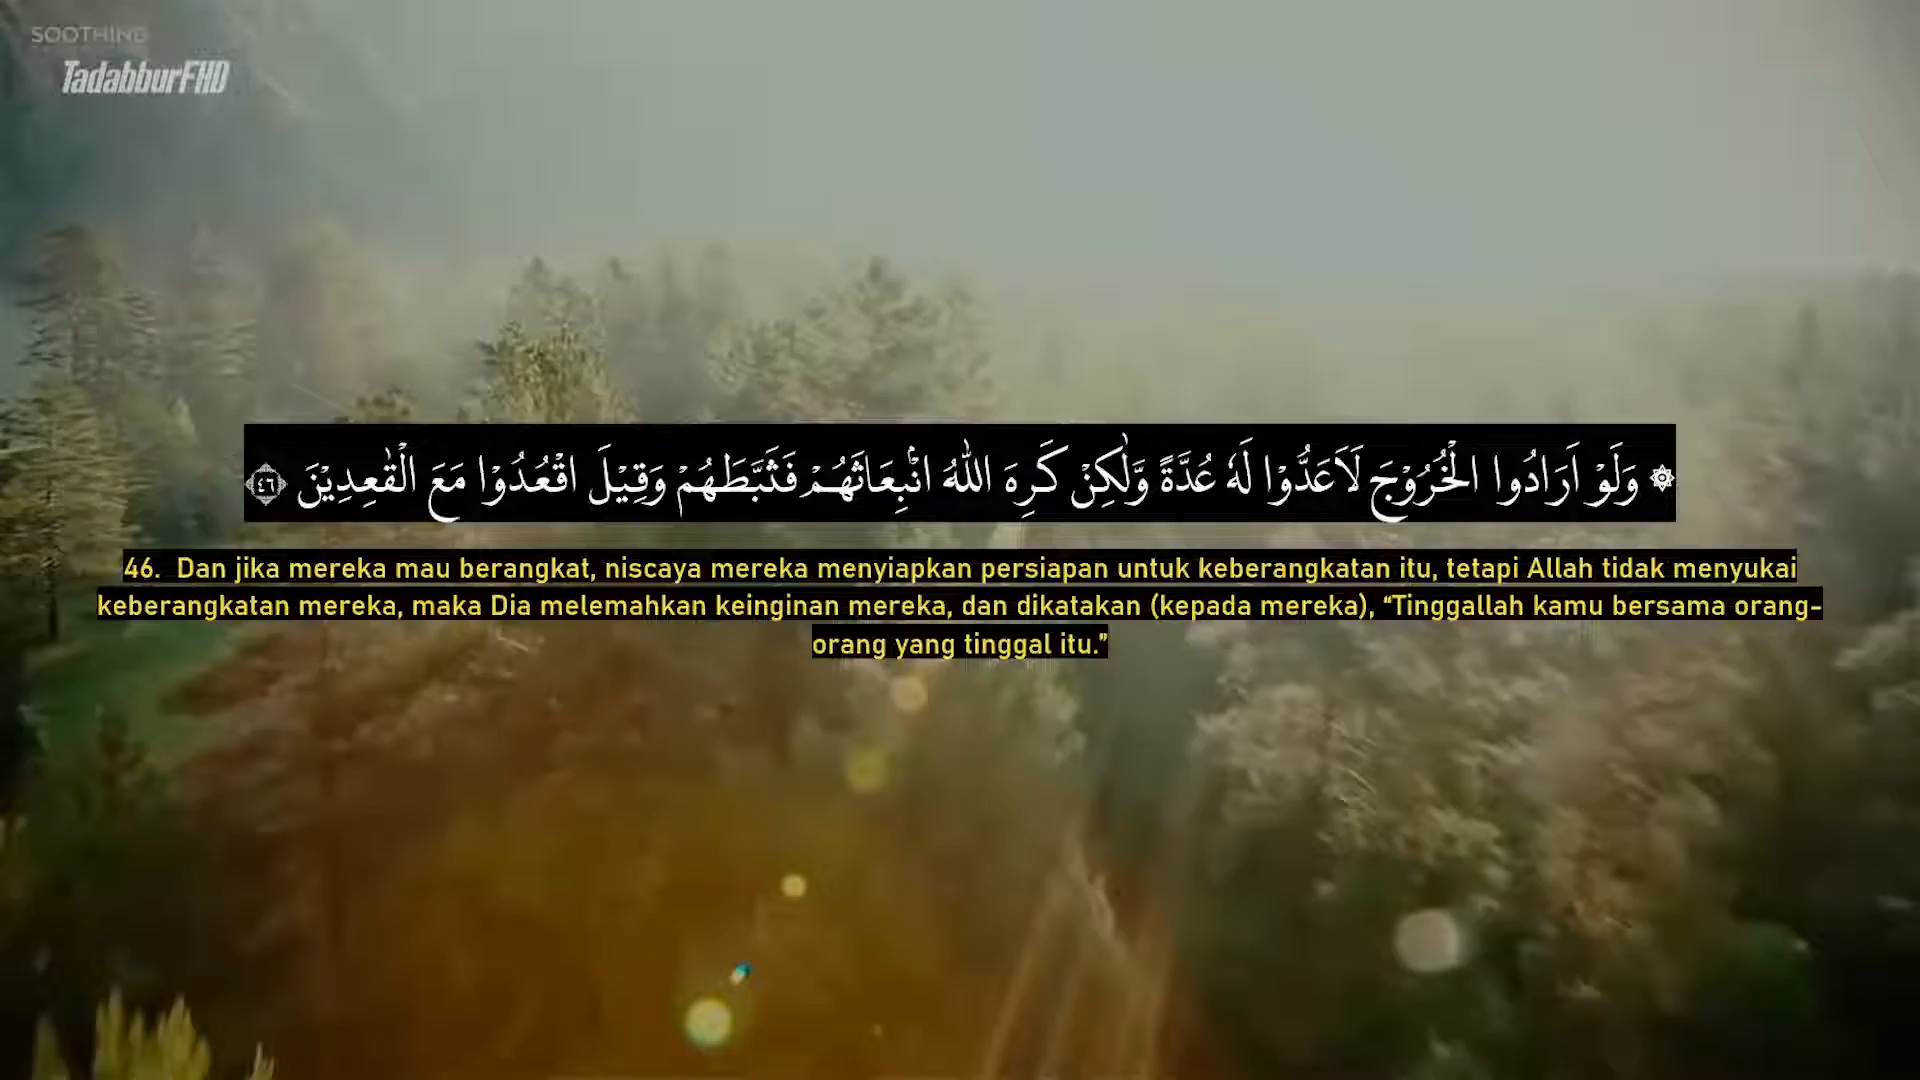 SOOTHING
TadabburFHD
۞ وَلَوْ اَرَادُوا الْخُرُوْجَ لَاَعَدُّوْا لَهٗ عُدَّةً وَّلٰكِنْ كَرِهَ اللّٰهُ انْۢبِعَاثَهُمْ فَثَبَّطَهُمْ وَقِيْلَ اقْعُدُوْا مَعَ الْقٰعِدِيْنَ ٤٦
46. Dan jika mereka mau berangkat, niscaya mereka menyiapkan persiapan untuk keberangkatan itu, tetapi Allah tidak menyukai
keberangkatan mereka, maka Dia melemahkan keinginan mereka, dan dikatakan (kepada mereka), “Tinggallah kamu bersama orang-
orang yang tinggal itu.”